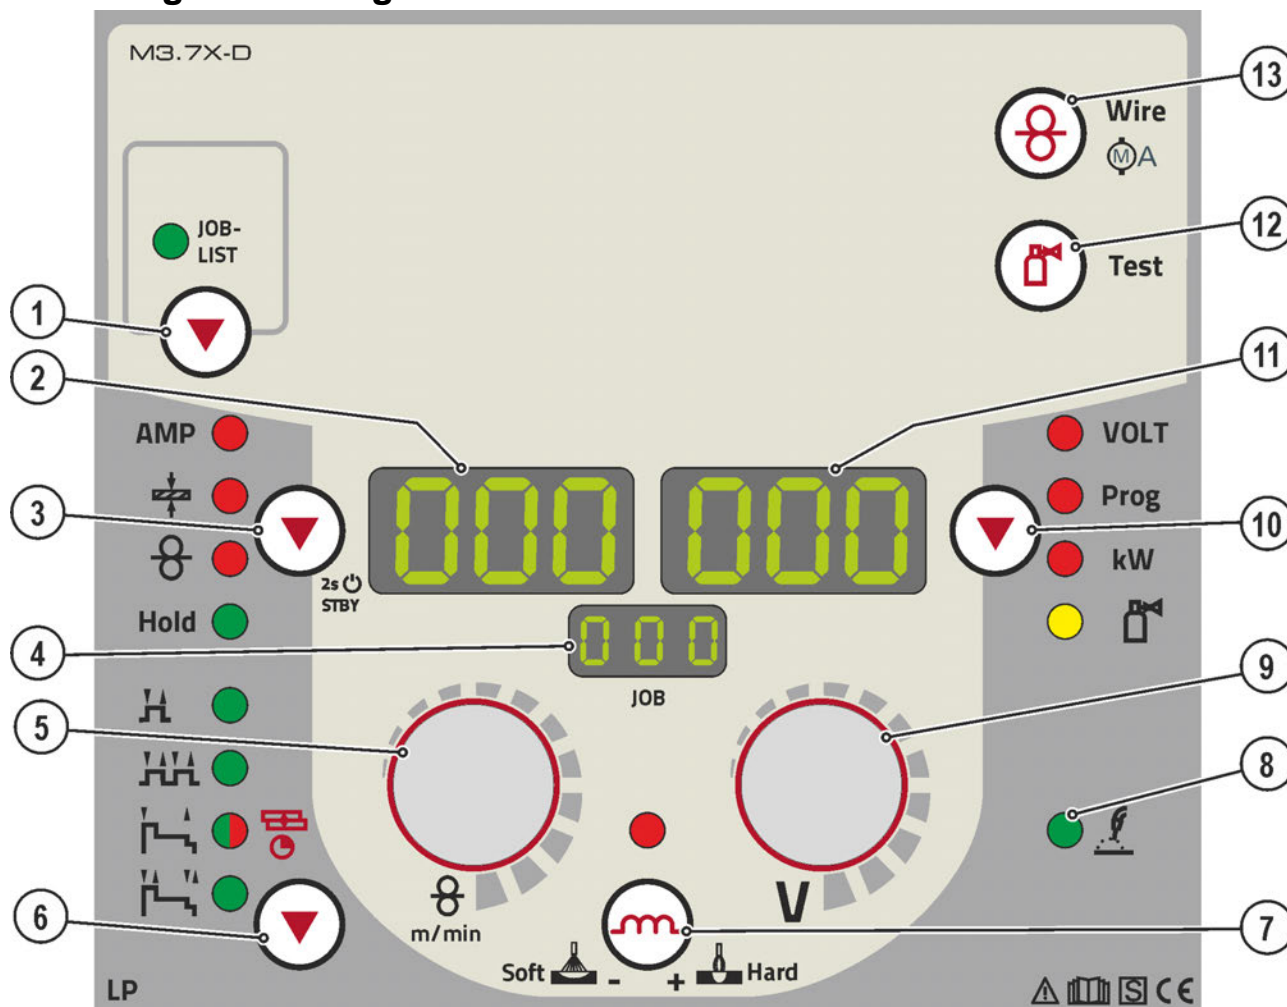 M3.7X-D
13
Wire
M A
12
JOB-
LIST
Test
1
2
11
AMP
VOLT
000
000
3
Prog
10
2s
STBY
kW
Hold
4
000
JOB
9
5
8
6
m/min
V
7
Soft - + Hard
LP
S CE